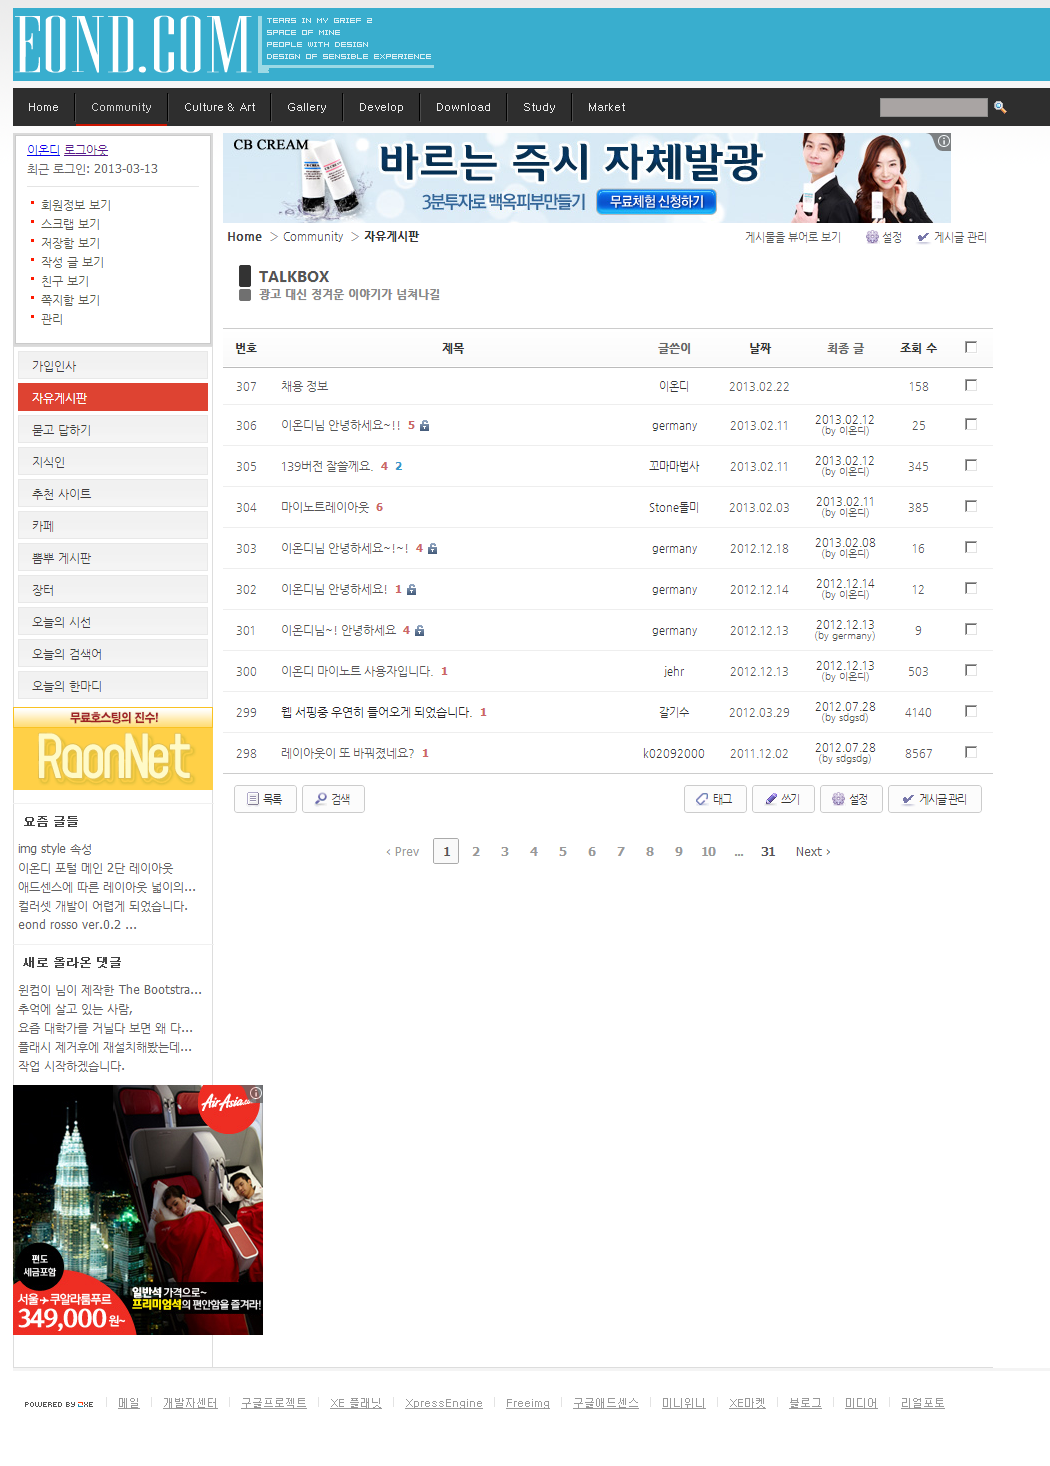 EOND.COM
TEARS IN MY GRIEF 2
SPACE OF MINE
PEOPLE WITH DESIGN
DESIGN OF SENSIBLE EXPERIENCE
Home Community Culture & Art Gallery Develop Download Study Market
이온디 로그아웃
최근 로그인: 2013-03-13
회원정보 보기
스크랩 보기
저장함 보기
작성 글 보기
친구 보기
쪽지함 보기
관리
가입인사
자유게시판
묻고 답하기
지식인
추천 사이트
카페
뽐뿌 게시판
장터
오늘의 시선
오늘의 검색어
오늘의 한마디
무료호스팅의 진수!
RaonNet
요즘 글들
img style 속성
이온디 포털 메인 2단 레이아웃
애드센스에 따른 레이아웃 넓이의...
컬러셋 개발이 어렵게 되었습니다.
eond rosso ver.0.2 ...
새로 올라온 댓글
윈컴이 님이 제작한 The Bootstra...
추억에 살고 있는 사람,
요즘 대학가를 거닐다 보면 왜 다...
플래시 제거후에 재설치해봤는데...
작업 시작하겠습니다.
AirAsia.com
편도
세금포함
서울→쿠알라룸푸르
349,000 원~
일반석 가격으로~
프리미엄석의 편안함을 즐겨라!
CB CREAM
바르는 즉시 자체발광
3분투자로 백옥피부만들기 무료체험 신청하기
Home > Community > 자유게시판
게시물을 뷰어로 보기 설정 게시글 관리
TALKBOX
광고 대신 정겨운 이야기가 넘쳐나길
번호 제목 글쓴이 날짜 최종 글 조회 수
307 채용 정보 이온디 2013.02.22 158
306 이온디님 안녕하세요~!! 5 germany 2013.02.11 2013.02.12 (by 이온디) 25
305 139버전 잘쓸께요. 4 2 꼬마마법사 2013.02.11 2013.02.12 (by 이온디) 345
304 마이노트레이아웃 6 Stone돌미 2013.02.03 2013.02.11 (by 이온디) 385
303 이온디님 안녕하세요~!~! 4 germany 2012.12.18 2013.02.08 (by 이온디) 16
302 이온디님 안녕하세요! 1 germany 2012.12.14 2012.12.14 (by 이온디) 12
301 이온디님~! 안녕하세요 4 germany 2012.12.13 2012.12.13 (by germany) 9
300 이온디 마이노트 사용자입니다. 1 jehr 2012.12.13 2012.12.13 (by 이온디) 503
299 웹 서핑중 우연히 들어오게 되었습니다. 1 갈기수 2012.03.29 2012.07.28 (by sdgsd) 4140
298 레이아웃이 또 바꿔졌네요? 1 k02092000 2011.12.02 2012.07.28 (by sdgsdg) 8567
목록 검색 태그 쓰기 설정 게시글 관리
‹ Prev 1 2 3 4 5 6 7 8 9 10 ... 31 Next ›
POWERED BY XE 메일 개발자센터 구글프로젝트 XE 플래닛 XpressEngine Freeimg 구글애드센스 미니위니 XE마켓 블로그 미디어 리얼포토